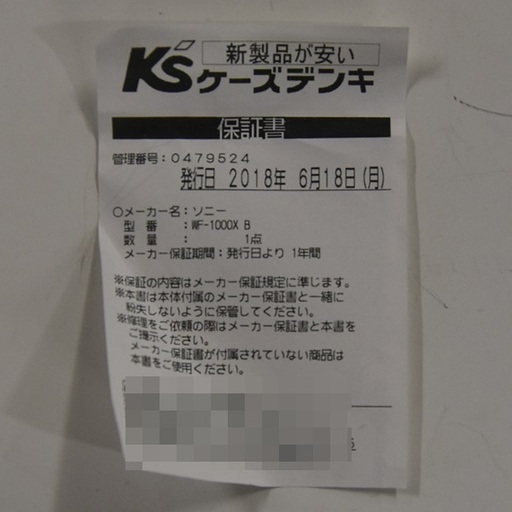 新製品が安い
K'Sケーズデンキ
保証書
管理番号：0479524
発行日 2018年 6月18日(月)
○メーカー名：ソニー
型 番 ：WF-1000X B
数量 ： 1点
メーカー保証期間：発行日より 1年間
※保証の内容はメーカー保証規定に準じます。
※本書は本体付属のメーカー保証書と一緒に
紛失しないように保管してください。
※修理をご依頼の際はメーカー保証書と本書を
ご提示ください。
メーカー保証書が付属されていない商品は
本書をご使用ください。